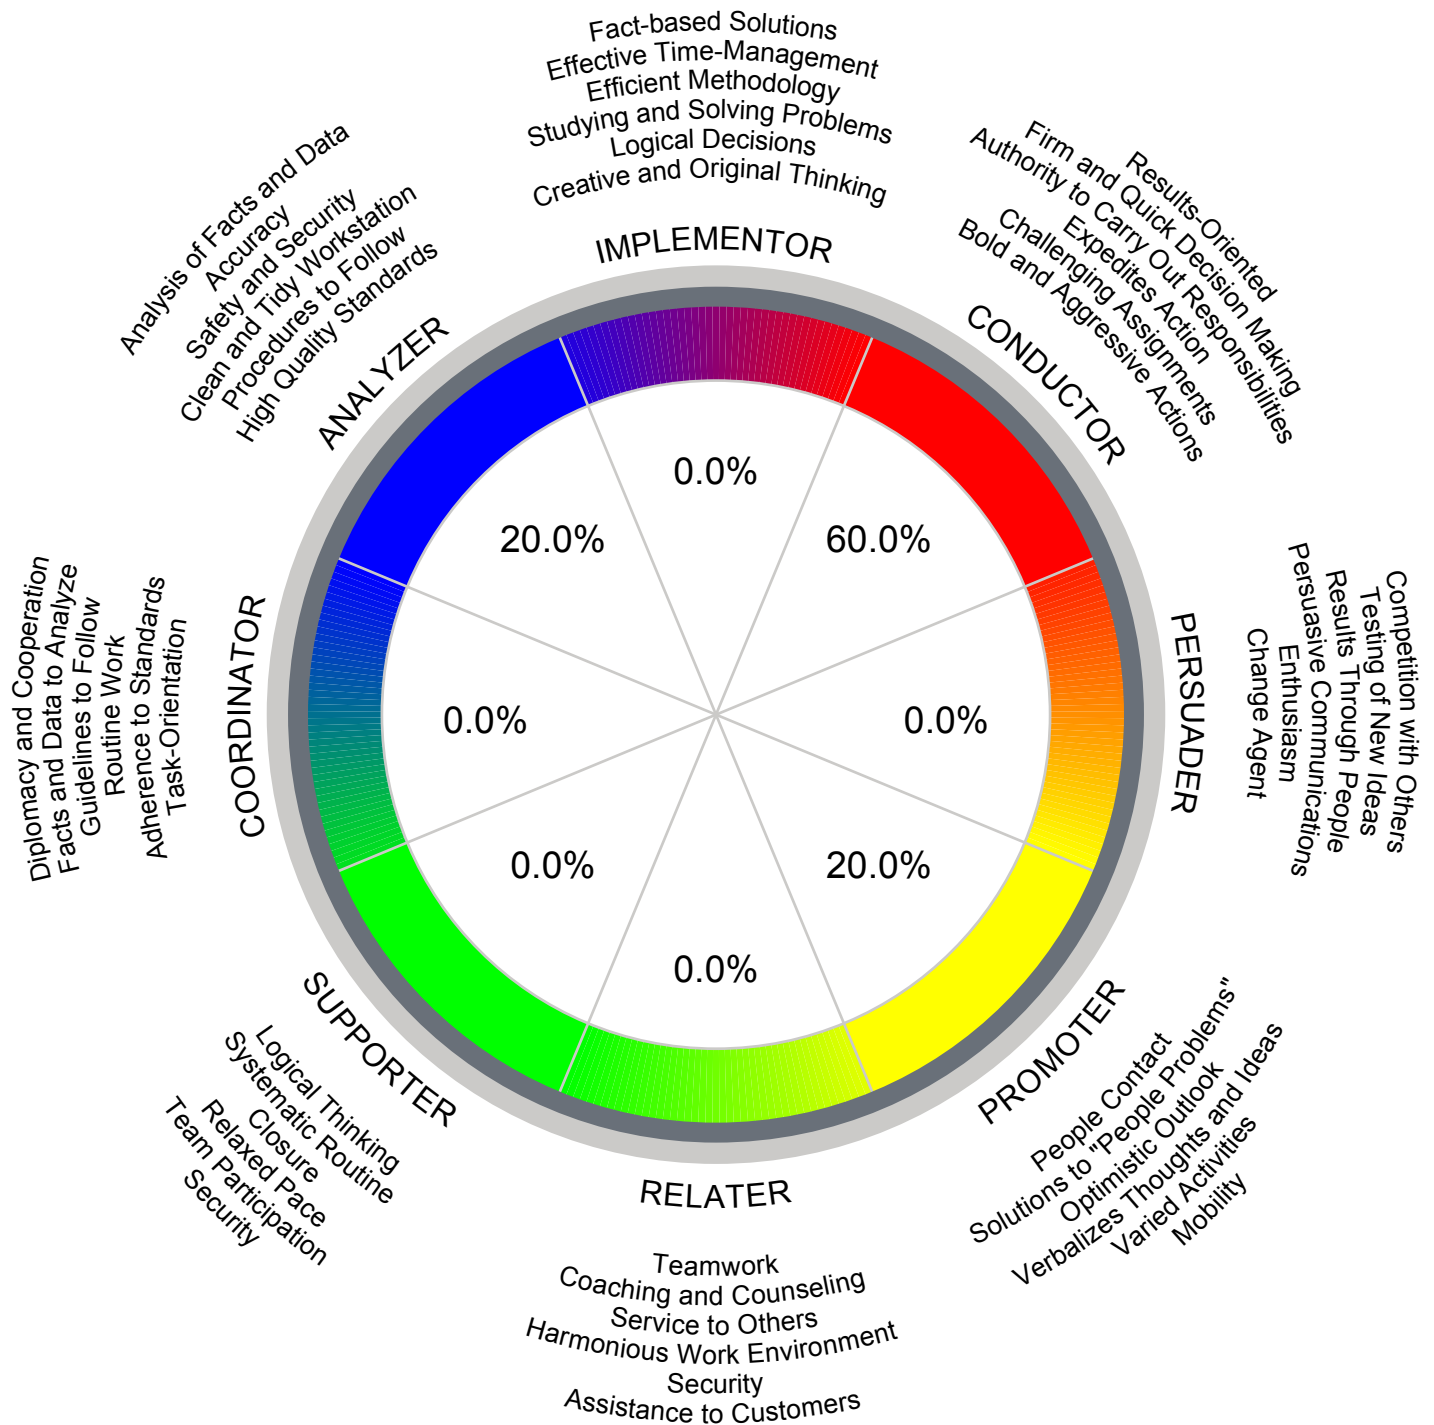 Fact-based Solutions
Effective Time-Management
Efficient Methodology
Studying and Solving Problems
Logical Decisions
Creative and Original Thinking
IMPLEMENTOR
0.0%
Results-Oriented
Firm and Quick Decision Making
Authority to Carry Out Responsibilities
Expedites Action
Challenging Assignments
Bold and Aggressive Actions
CONDUCTOR
60.0%
Competition with Others
Testing of New Ideas
Results Through People
Persuasive Communications
Enthusiasm
Change Agent
PERSUADER
0.0%
PROMOTER
20.0%
People Contact
Solutions to "People Problems"
Optimistic Outlook
Verbalizes Thoughts and Ideas
Varied Activities
Mobility
0.0%
RELATER
Teamwork
Coaching and Counseling
Service to Others
Harmonious Work Environment
Security
Assistance to Customers
0.0%
SUPPORTER
Logical Thinking
Systematic Routine
Closure
Relaxed Pace
Team Participation
Security
Diplomacy and Cooperation
Facts and Data to Analyze
Guidelines to Follow
Routine Work
Adherence to Standards
Task-Orientation
COORDINATOR
0.0%
Analysis of Facts and Data
Accuracy
Safety and Security
Clean and Tidy Workstation
Procedures to Follow
High Quality Standards
ANALYZER
20.0%